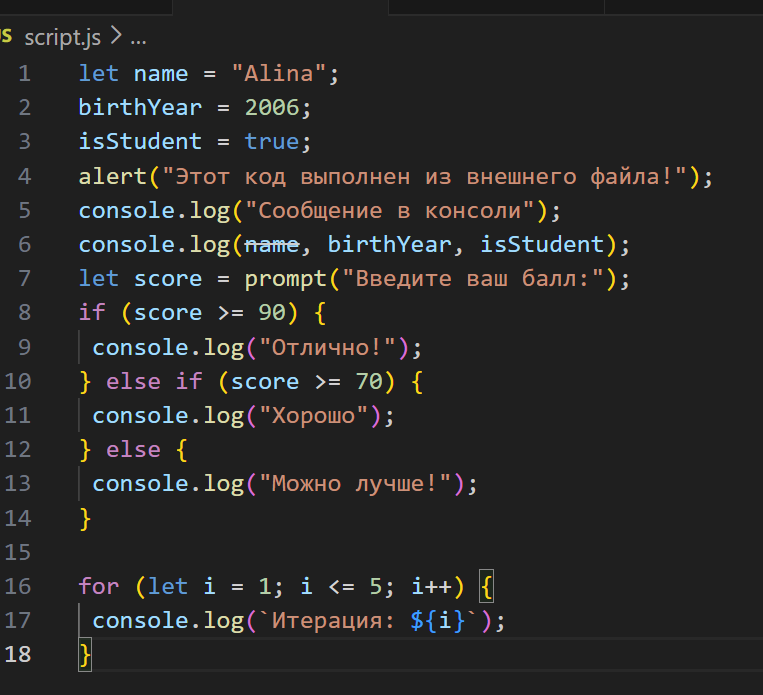 JS script.js > ...
1 let name = "Alina";
2 birthYear = 2006;
3 isStudent = true;
4 alert("Этот код выполнен из внешнего файла!");
5 console.log("Сообщение в консоли");
6 console.log(name, birthYear, isStudent);
7 let score = prompt("Введите ваш балл:");
8 if (score >= 90) {
9 console.log("Отлично!");
10 } else if (score >= 70) {
11 console.log("Хорошо");
12 } else {
13 console.log("Можно лучше!");
14 }
15
16 for (let i = 1; i <= 5; i++) {
17 console.log(`Итерация: ${i}`);
18 }